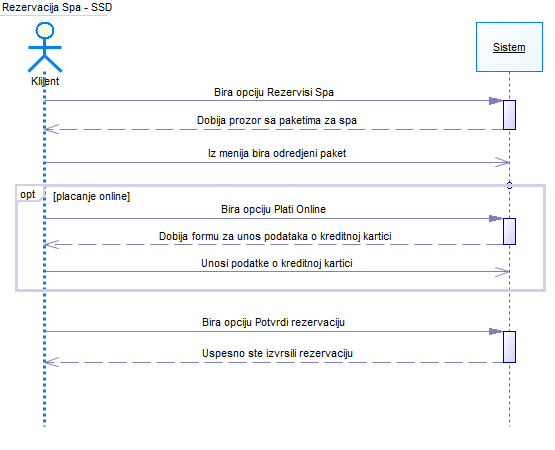 Rezervacija Spa - SSD
Klijent
Sistem
Bira opciju Rezervisi Spa
Dobija prozor sa paketima za spa
Iz menija bira odredjeni paket
opt
[placanje online]
Bira opciju Plati Online
Dobija formu za unos podataka o kreditnoj kartici
Unosi podatke o kreditnoj kartici
Bira opciju Potvrdi rezervaciju
Uspesno ste izvrsili rezervaciju